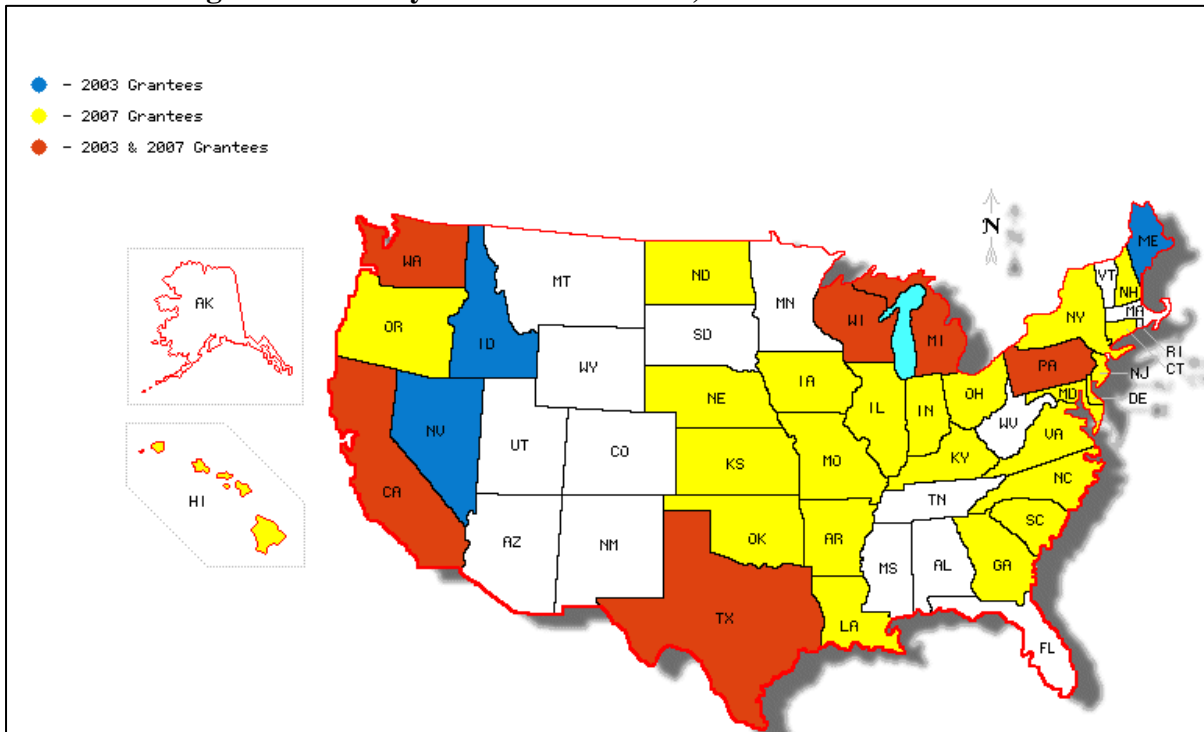 - 2003 Grantees
- 2007 Grantees
- 2003 & 2007 Grantees
N
ME
WA
ND
MT
MN
VT
NH
AK
OR
ID
SD
WI
NY
MA
MI
WY
RI
PA
CT
NJ
IA
NE
OH
MD
DE
IL
IN
NV
UT
CO
WV
VA
KS
MO
KY
HI
CA
NC
TN
SC
AZ
NM
OK
AR
MS
AL
GA
TX
LA
FL